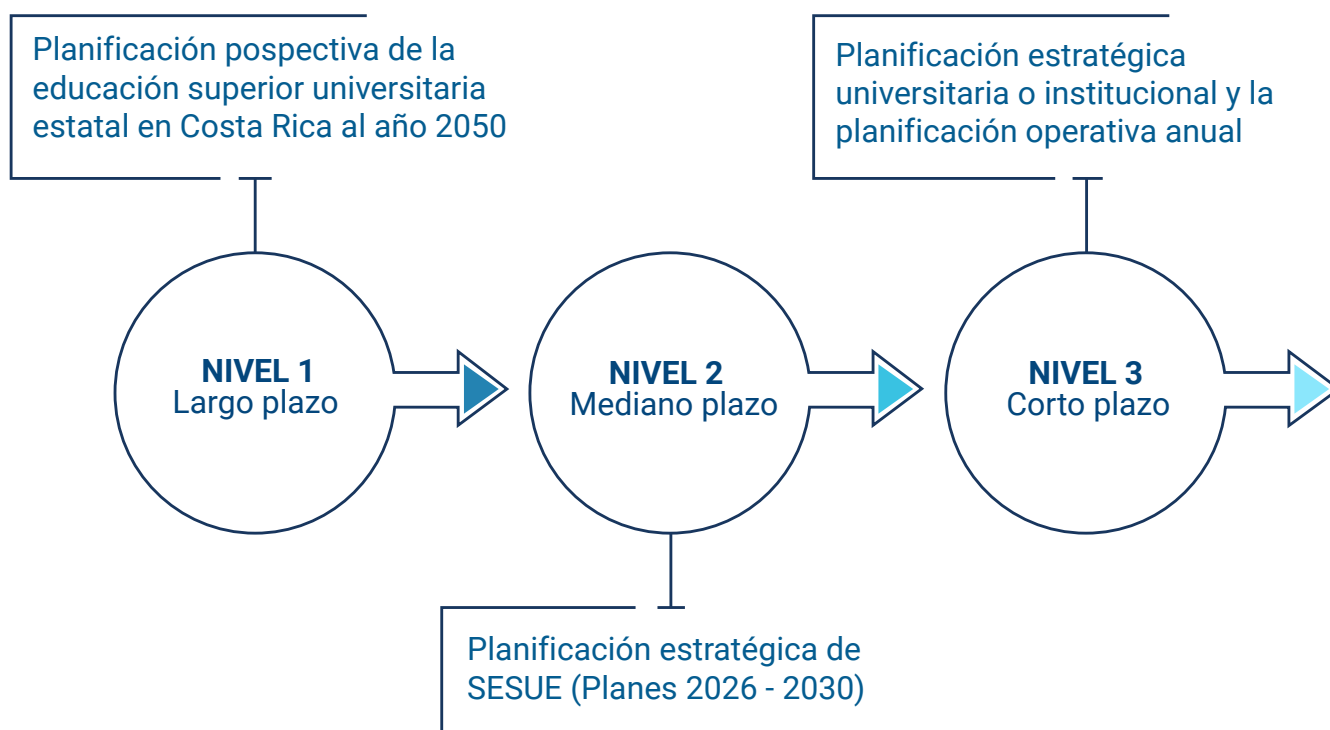 Planificación pospectiva de la
educación superior universitaria
estatal en Costa Rica al año 2050
Planificación estratégica
universitaria o institucional y la
planificación operativa anual
NIVEL 1
Largo plazo
NIVEL 2
Mediano plazo
NIVEL 3
Corto plazo
Planificación estratégica de
SESUE (Planes 2026 - 2030)